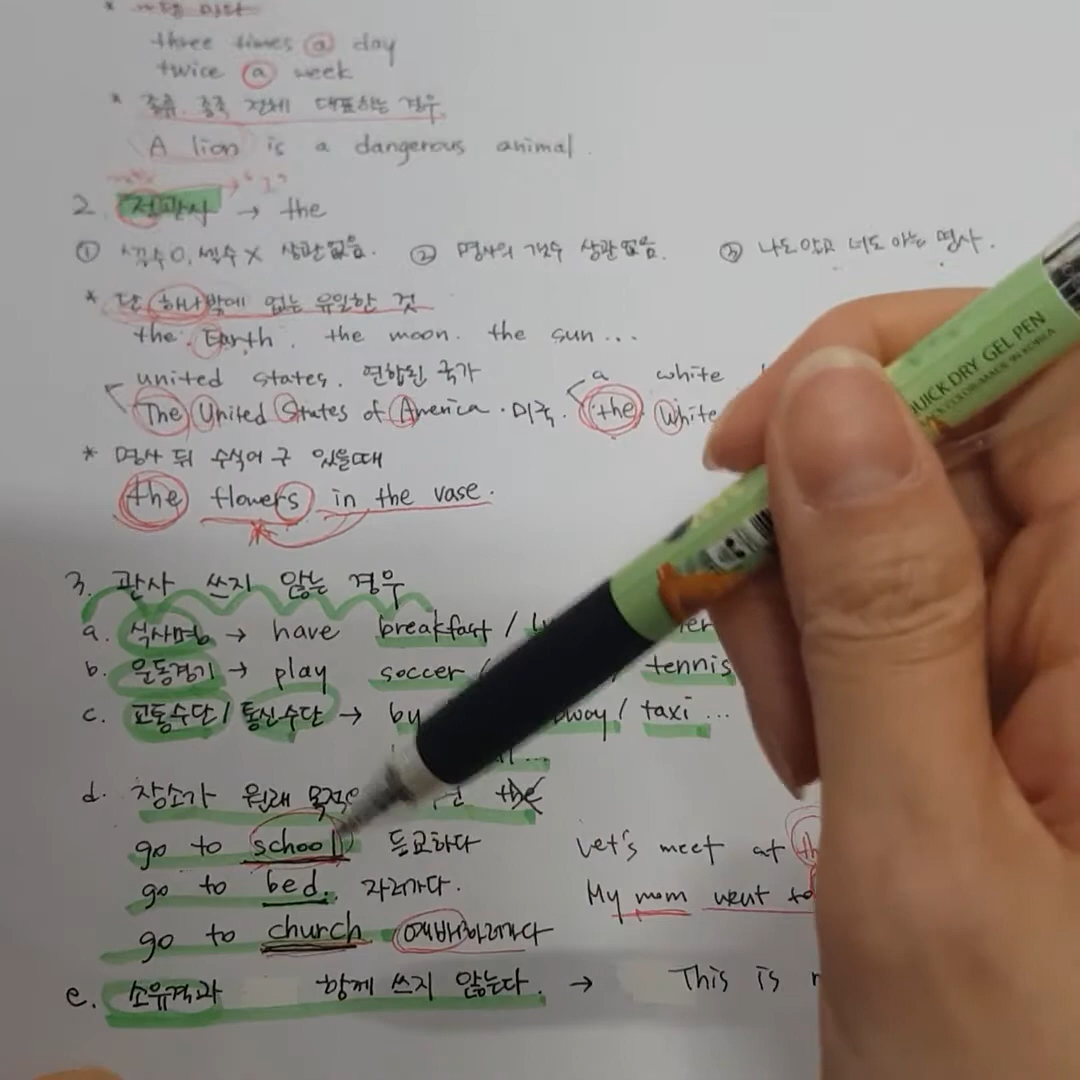 three times a day
twice a week
* 종류, 종족 전체 대표하는 경우
A lion is a dangerous animal.
2. 정관사 → the
① 셀수O, 셀수X 상관없음. ② 명사의 갯수 상관없음. ③ 나도 알고 너도 아는 명사.
* 단 하나밖에 없는 유일한 것
the Earth. the moon. the sun...
united states. 연합된 국가 a white
The United States of America. 미국. the White
* 명사 뒤 수식어구 있을때
the flowers in the vase.
3. 관사 쓰지 않는 경우
a. 식사명 → have breakfast /
b. 운동경기 → play soccer / tennis
c. 교통수단 / 통신수단 → by / taxi ...
d. 장소가 원래 목적 the
go to school 등교하다 Let's meet at
go to bed. 자러가다. My mom went to
go to church 예배하러가다
e. 소유격과 함께 쓰지 않는다. → This is
QUICK DRY GEL PEN